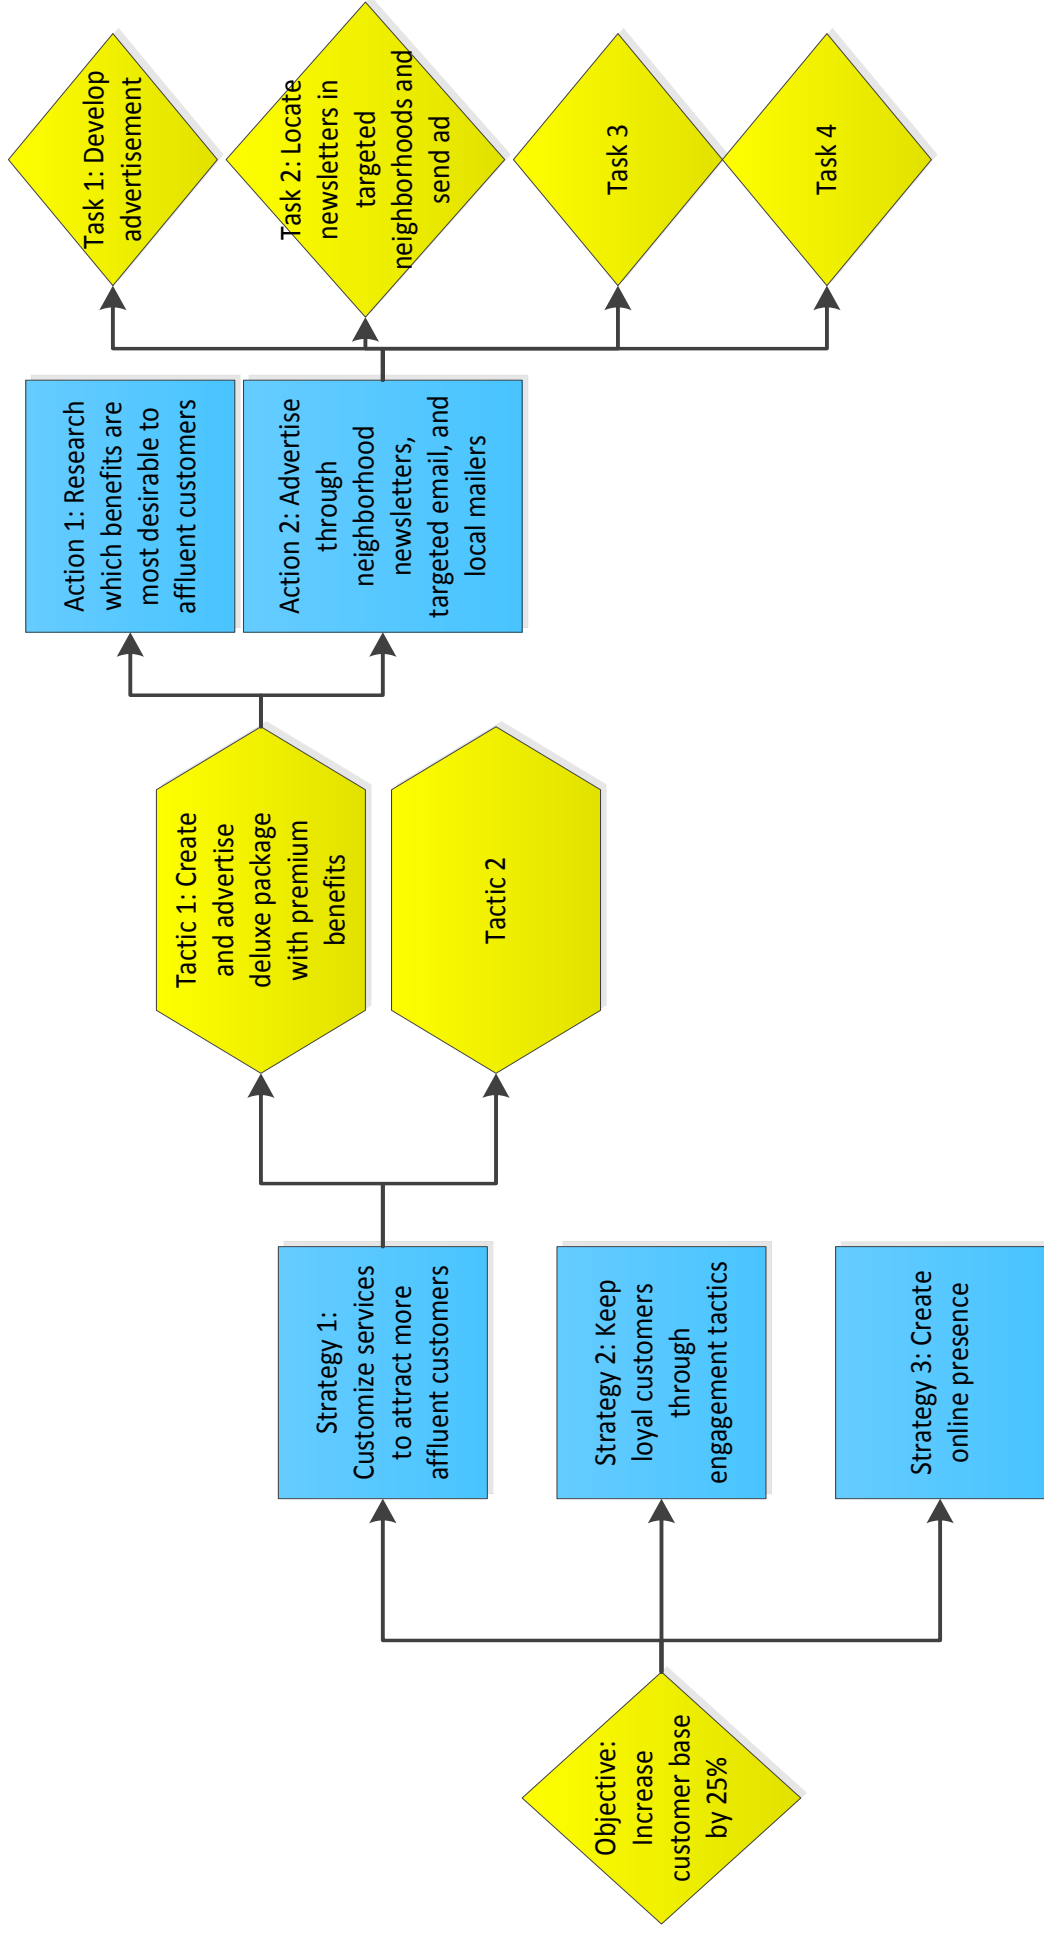 Objective:
Increase
customer base
by 25%
Strategy 1:
Customize services
to attract more
affluent customers
Strategy 2: Keep
loyal customers
through
engagement tactics
Strategy 3: Create
online presence
Tactic 1: Create
and advertise
deluxe package
with premium
benefits
Tactic 2
Action 1: Research
which benefits are
most desirable to
affluent customers
Action 2: Advertise
through
neighborhood
newsletters,
targeted email, and
local mailers
Task 1: Develop
advertisement
Task 2: Locate
newsletters in
targeted
neighborhoods and
send ad
Task 3
Task 4